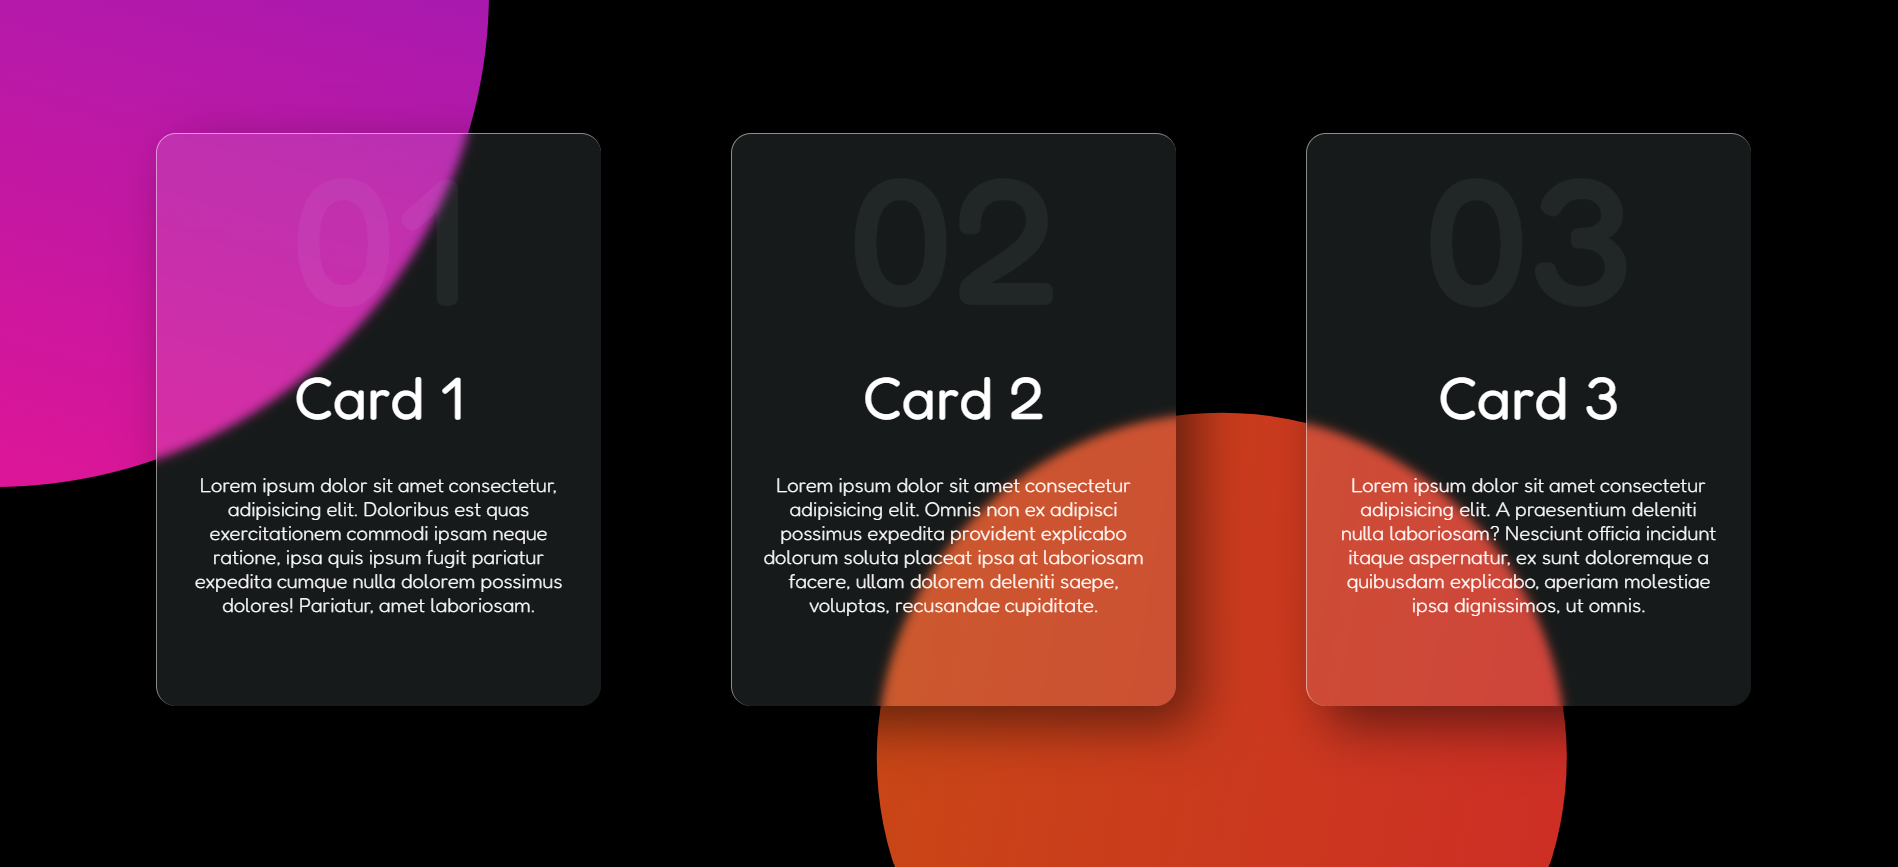 01
Card 1
Lorem ipsum dolor sit amet consectetur,
adipisicing elit. Doloribus est quas
exercitationem commodi ipsam neque
ratione, ipsa quis ipsum fugit pariatur
expedita cumque nulla dolorem possimus
dolores! Pariatur, amet laboriosam.
02
Card 2
Lorem ipsum dolor sit amet consectetur
adipisicing elit. Omnis non ex adipisci
possimus expedita provident explicabo
dolorum soluta placeat ipsa at laboriosam
facere, ullam dolorem deleniti saepe,
voluptas, recusandae cupiditate.
03
Card 3
Lorem ipsum dolor sit amet consectetur
adipisicing elit. A praesentium deleniti
nulla laboriosam? Nesciunt officia incidunt
itaque aspernatur, ex sunt doloremque a
quibusdam explicabo, aperiam molestiae
ipsa dignissimos, ut omnis.